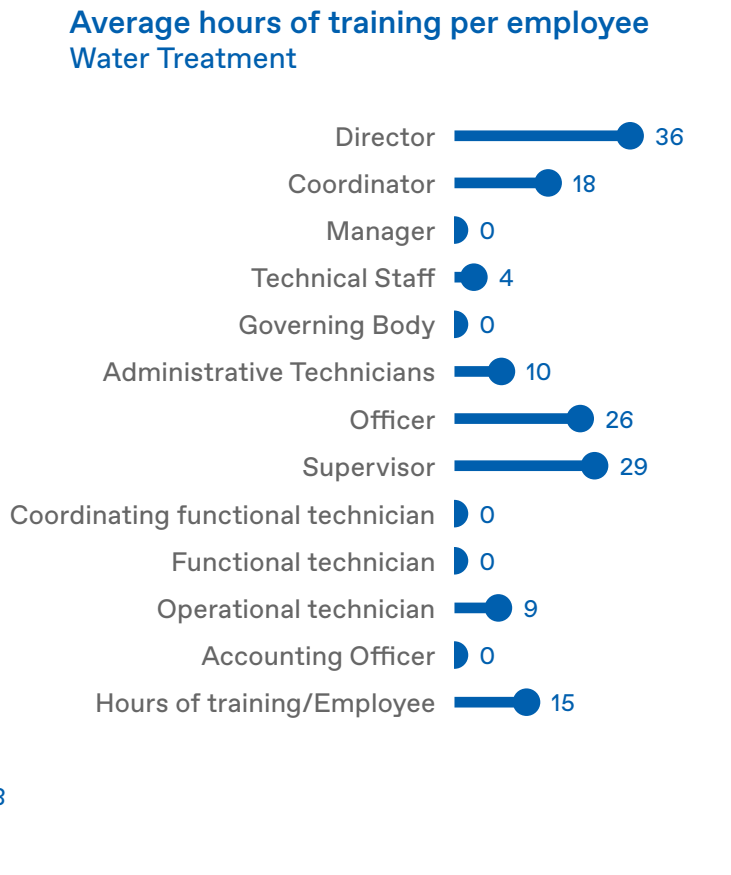 Average hours of training per employee
Water Treatment
Director 36
Coordinator 18
Manager 0
Technical Staff 4
Governing Body 0
Administrative Technicians 10
Officer 26
Supervisor 29
Coordinating functional technician 0
Functional technician 0
Operational technician 9
Accounting Officer 0
Hours of training/Employee 15